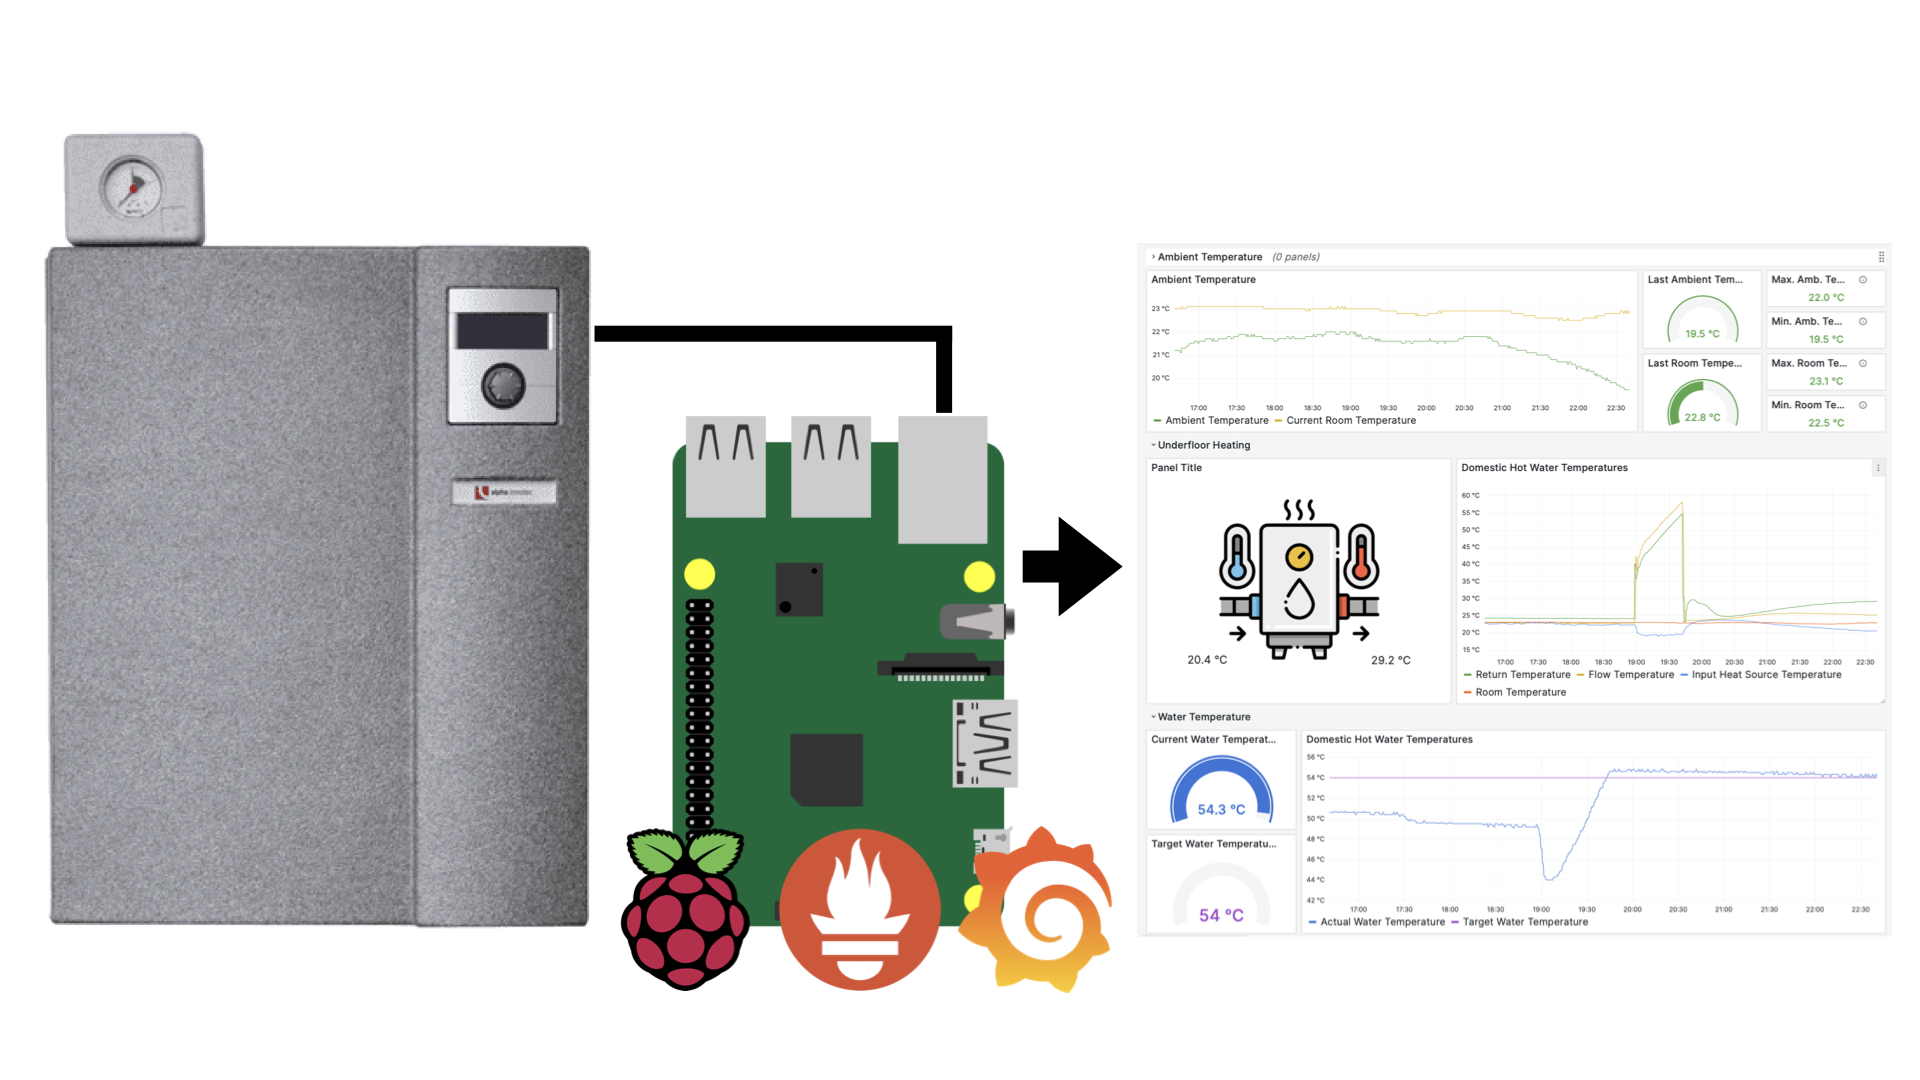 alpha innotec
Ambient Temperature (0 panels)
Ambient Temperature
23 °C
22 °C
21 °C
20 °C
17:00 17:30 18:00 18:30 19:00 19:30 20:00 20:30 21:00 21:30 22:00 22:30
Ambient Temperature Current Room Temperature
Last Ambient Tem...
19.5 °C
Max. Amb. Te...
22.0 °C
Min. Amb. Te...
19.5 °C
Last Room Tempe...
22.8 °C
Max. Room Te...
23.1 °C
Min. Room Te...
22.5 °C
Underfloor Heating
Panel Title
20.4 °C
29.2 °C
Domestic Hot Water Temperatures
60 °C
55 °C
50 °C
45 °C
40 °C
35 °C
30 °C
25 °C
20 °C
15 °C
17:00 17:30 18:00 18:30 19:00 19:30 20:00 20:30 21:00 21:30 22:00 22:30
Return Temperature Flow Temperature Input Heat Source Temperature
Room Temperature
Water Temperature
Current Water Temperat...
54.3 °C
Target Water Temperatu...
54 °C
Domestic Hot Water Temperatures
56 °C
54 °C
52 °C
50 °C
48 °C
46 °C
44 °C
42 °C
17:00 17:30 18:00 18:30 19:00 19:30 20:00 20:30 21:00 21:30 22:00 22:30
Actual Water Temperature Target Water Temperature